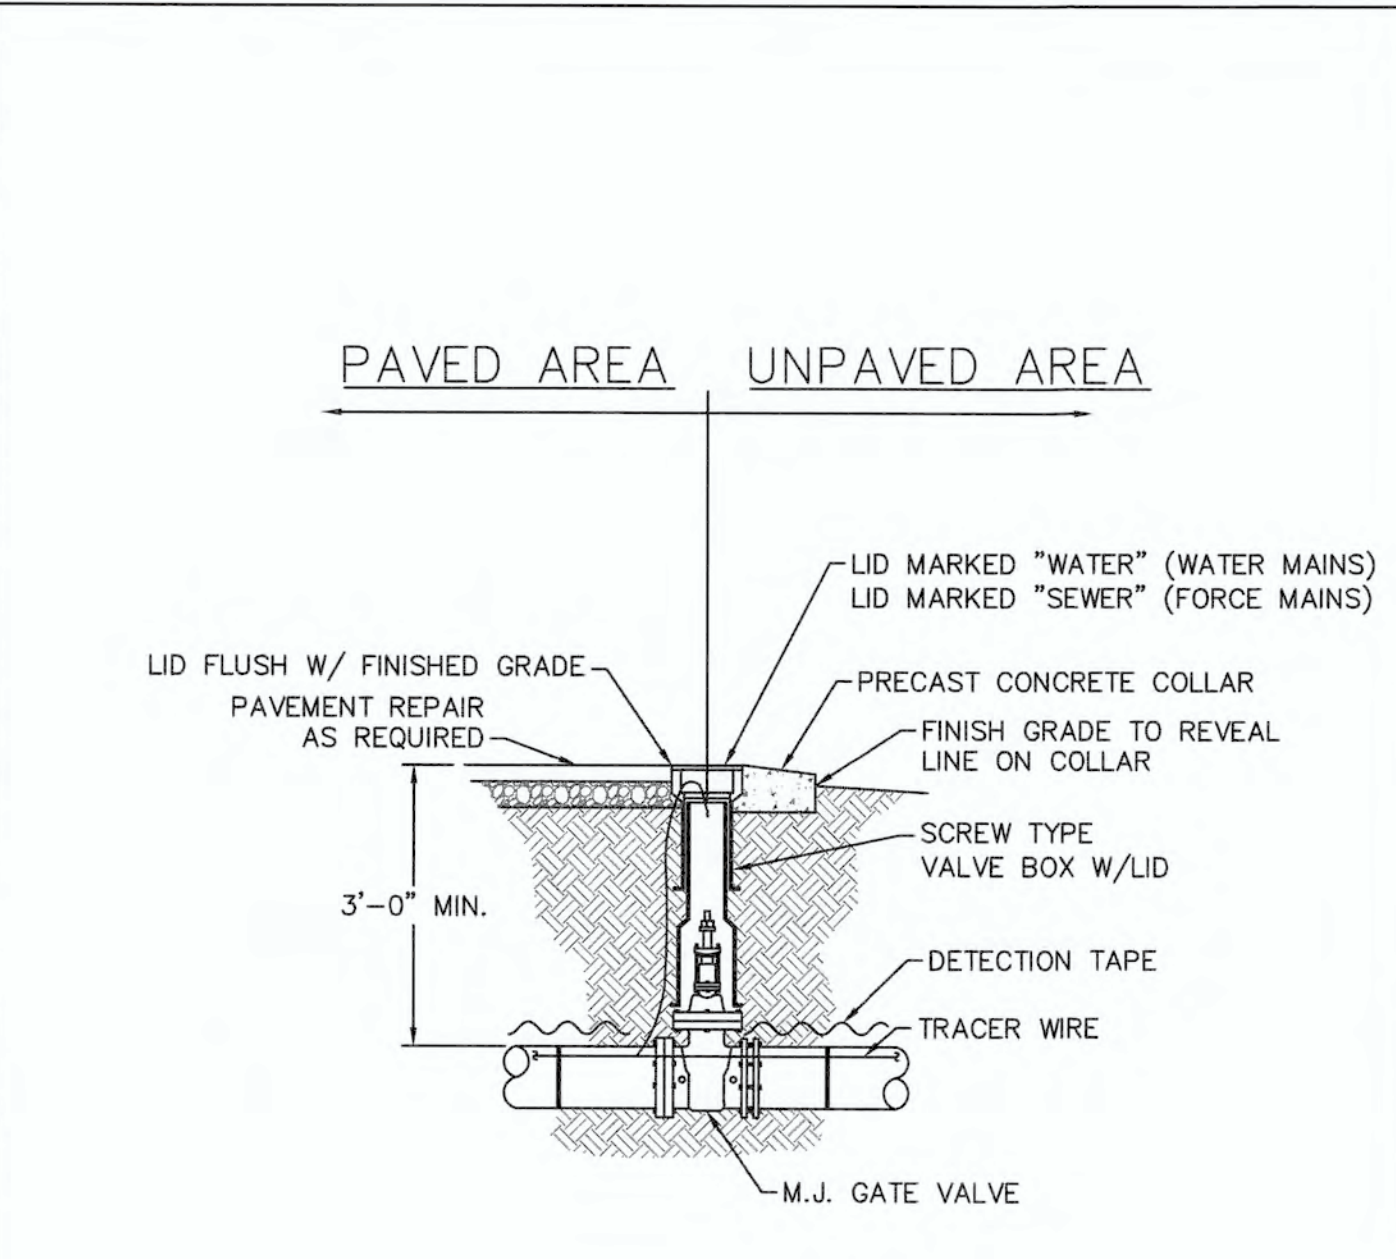 PAVED AREA
UNPAVED AREA
LID MARKED "WATER" (WATER MAINS)
LID MARKED "SEWER" (FORCE MAINS)
LID FLUSH W/ FINISHED GRADE
PAVEMENT REPAIR
AS REQUIRED
PRECAST CONCRETE COLLAR
FINISH GRADE TO REVEAL
LINE ON COLLAR
SCREW TYPE
VALVE BOX W/LID
3'-0" MIN.
DETECTION TAPE
TRACER WIRE
M.J. GATE VALVE